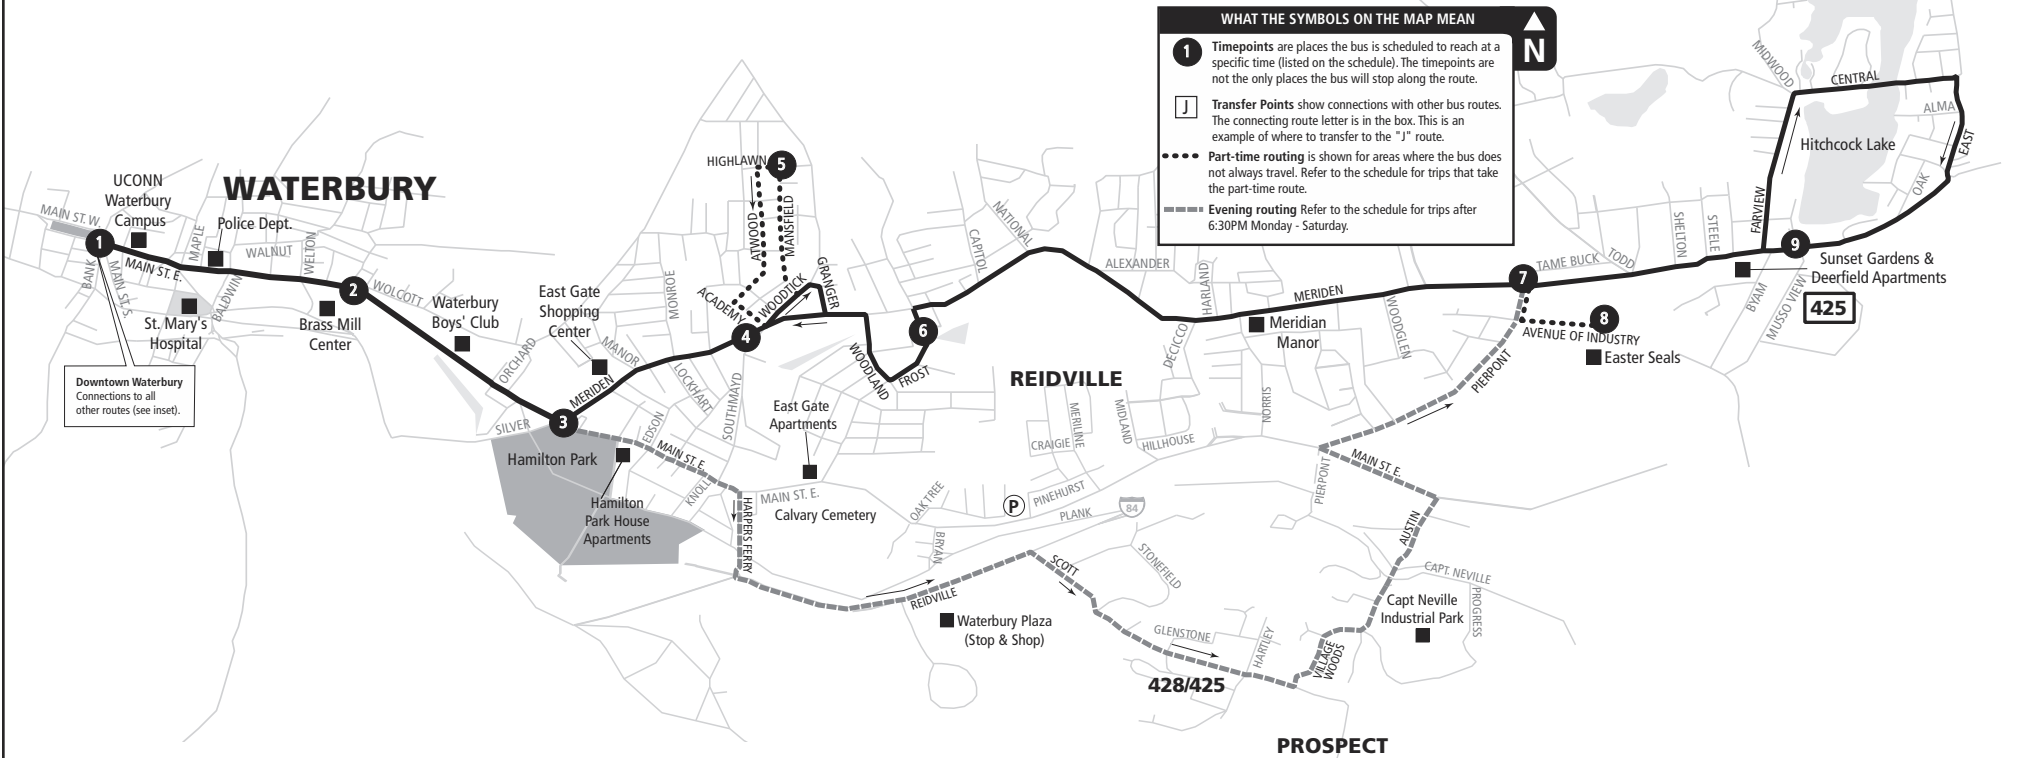 WHAT THE SYMBOLS ON THE MAP MEAN
N
1
Timepoints are places the bus is scheduled to reach at a
specific time (listed on the schedule). The timepoints are
not the only places the bus will stop along the route.
J
Transfer Points show connections with other bus routes.
The connecting route letter is in the box. This is an
example of where to transfer to the "J" route.
Part-time routing is shown for areas where the bus does
not always travel. Refer to the schedule for trips that take
the part-time route.
Evening routing Refer to the schedule for trips after
6:30PM Monday - Saturday.
WATERBURY
UCONN
Waterbury
Campus
Police Dept.
MAIN ST. W.
1
BANK
MAIN ST. S.
MAIN ST. E.
MAPLE
WALNUT
WELTON
BALDWIN
St. Mary's
Hospital
Downtown Waterbury
Connections to all
other routes (see inset).
2
WOLCOTT
Brass Mill
Center
Waterbury
Boys' Club
East Gate
Shopping
Center
ORCHARD
MANOR
MERIDEN
3
SILVER
Hamilton Park
Hamilton
Park House
Apartments
EDSON
KNOLL
MAIN ST. E.
LOCKHART
SOUTHMAYD
MONROE
HIGHLAWN
5
ATWOOD
MANSFIELD
ACADEMY
WOODTICK
GRANGER
4
WOODLAND
FROST
6
East Gate
Apartments
MAIN ST. E.
Calvary Cemetery
HARPERS FERRY
CAPITOL
NATIONAL
ALEXANDER
HARLAND
DECICCO
REIDVILLE
MERIDEN
Meridian
Manor
WOODGLEN
NORRIS
CRAIGIE
MERILINE
MIDLAND
HILLHOUSE
OAK TREE
BRYAN
P
PINEHURST
PLANK
84
STONEFIELD
REIDVILLE
SCOTT
Waterbury Plaza
(Stop & Shop)
GLENSTONE
HARTLEY
428/425
VILLAGE
WOODS
PROSPECT
Capt Neville
Industrial Park
CAPT. NEVILLE
PROGRESS
AUSTIN
MAIN ST. E.
PIERPONT
PIERPONT
7
TAME BUCK
TODD
8
AVENUE OF INDUSTRY
Easter Seals
SHELTON
STEELE
FARVIEW
MIDWOOD
CENTRAL
ALMA
EAST
OAK
Hitchcock Lake
9
Sunset Gardens &
Deerfield Apartments
BYAM
MUSSO VIEW
425